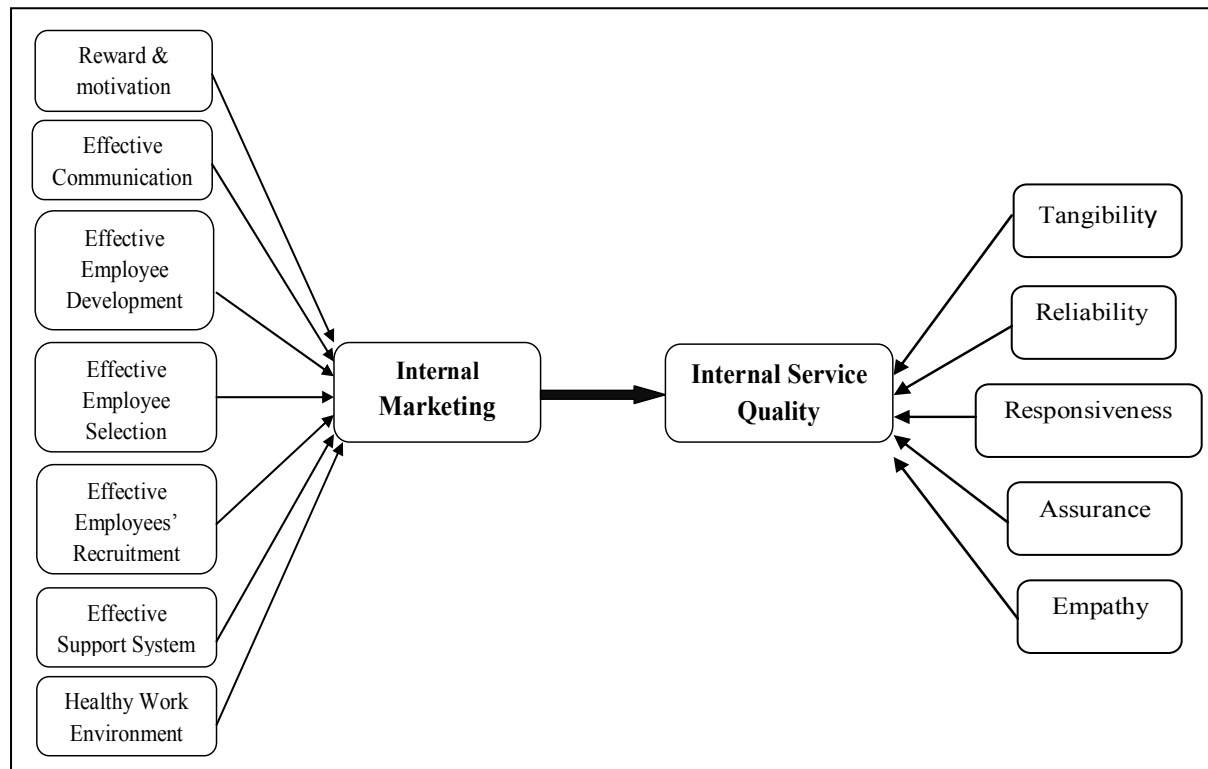 Reward &
motivation
Effective
Communication
Effective
Employee
Development
Effective
Employee
Selection
Effective
Employees’
Recruitment
Effective
Support System
Healthy Work
Environment
Internal
Marketing
Internal Service
Quality
Tangibility
Reliability
Responsiveness
Assurance
Empathy